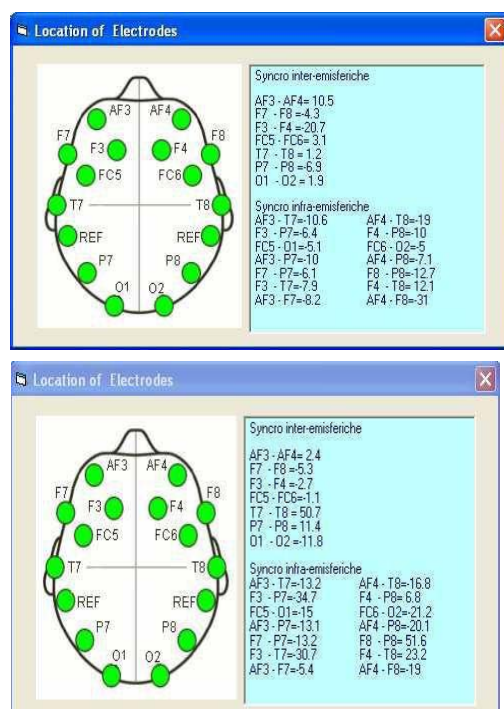 Location of Electrodes
AF3 AF4
F7 F8
F3 F4
FC5 FC6
T7 T8
REF REF
P7 P8
O1 O2
Syncro inter-emisferiche
AF3 - AF4= 10.5
F7 - F8 =-4.3
F3 - F4 =-20.7
FC5 - FC6= 3.1
T7 - T8 = 1.2
P7 - P8 =-6.9
O1 - O2 = 1.9
Syncro infra-emisferiche
AF3 - T7=-10.6 AF4 - T8=-19
F3 - P7=-6.4 F4 - P8=-10
FC5 - O1=-5.1 FC6 - O2=-5
AF3 - P7=-10 AF4 - P8=-7.1
F7 - P7=-6.1 F8 - P8=-12.7
F3 - T7=-7.9 F4 - T8= 12.1
AF3 - F7=-8.2 AF4 - F8=-31
Location of Electrodes
AF3 AF4
F7 F8
F3 F4
FC5 FC6
T7 T8
REF REF
P7 P8
O1 O2
Syncro inter-emisferiche
AF3 - AF4= 2.4
F7 - F8 =-5.3
F3 - F4 =-2.7
FC5 - FC6=-1.1
T7 - T8 = 50.7
P7 - P8 = 11.4
O1 - O2 =-11.8
Syncro infra-emisferiche
AF3 - T7=-13.2 AF4 - T8=-16.8
F3 - P7=-34.7 F4 - P8= 6.8
FC5 - O1=-15 FC6 - O2=-21.2
AF3 - P7=-13.1 AF4 - P8=-20.1
F7 - P7=-13.2 F8 - P8= 51.6
F3 - T7=-30.7 F4 - T8= 23.2
AF3 - F7=-5.4 AF4 - F8=-19